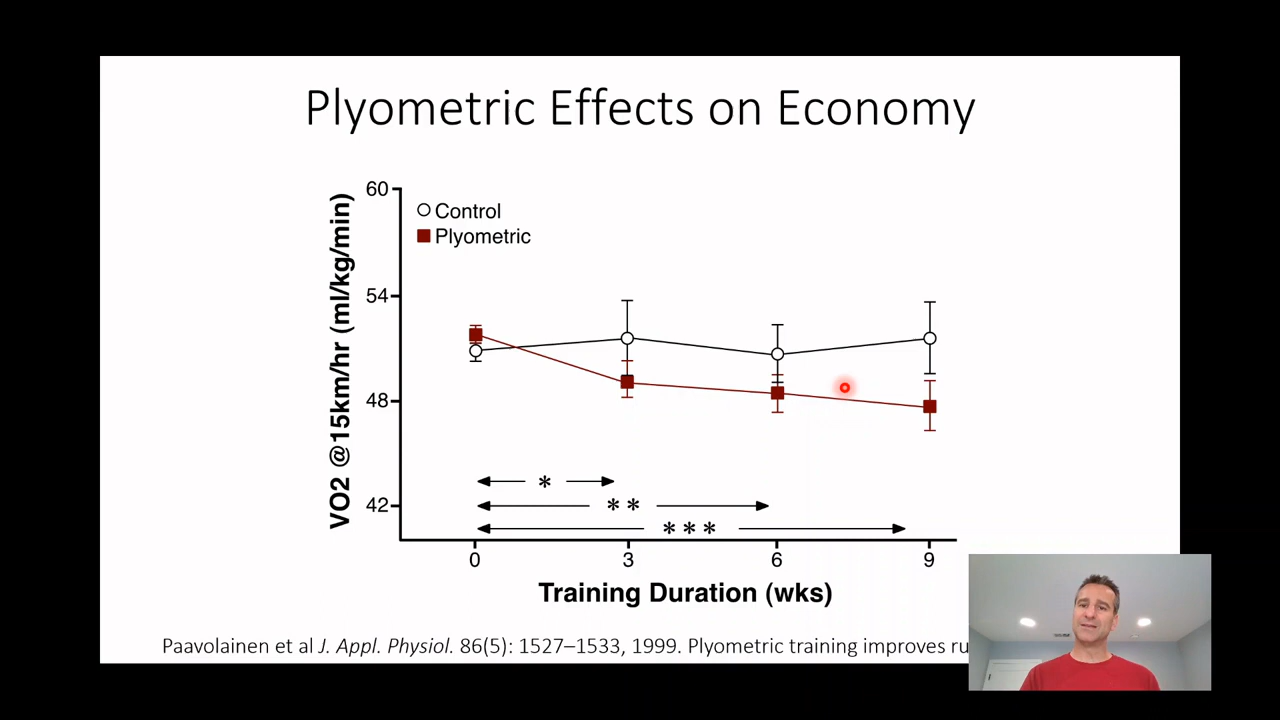 Plyometric Effects on Economy
60
54
48
42
VO2 @15km/hr (ml/kg/min)
Control
Plyometric
*
**
***
0 3 6 9
Training Duration (wks)
Paavolainen et al J. Appl. Physiol. 86(5): 1527–1533, 1999. Plyometric training improves